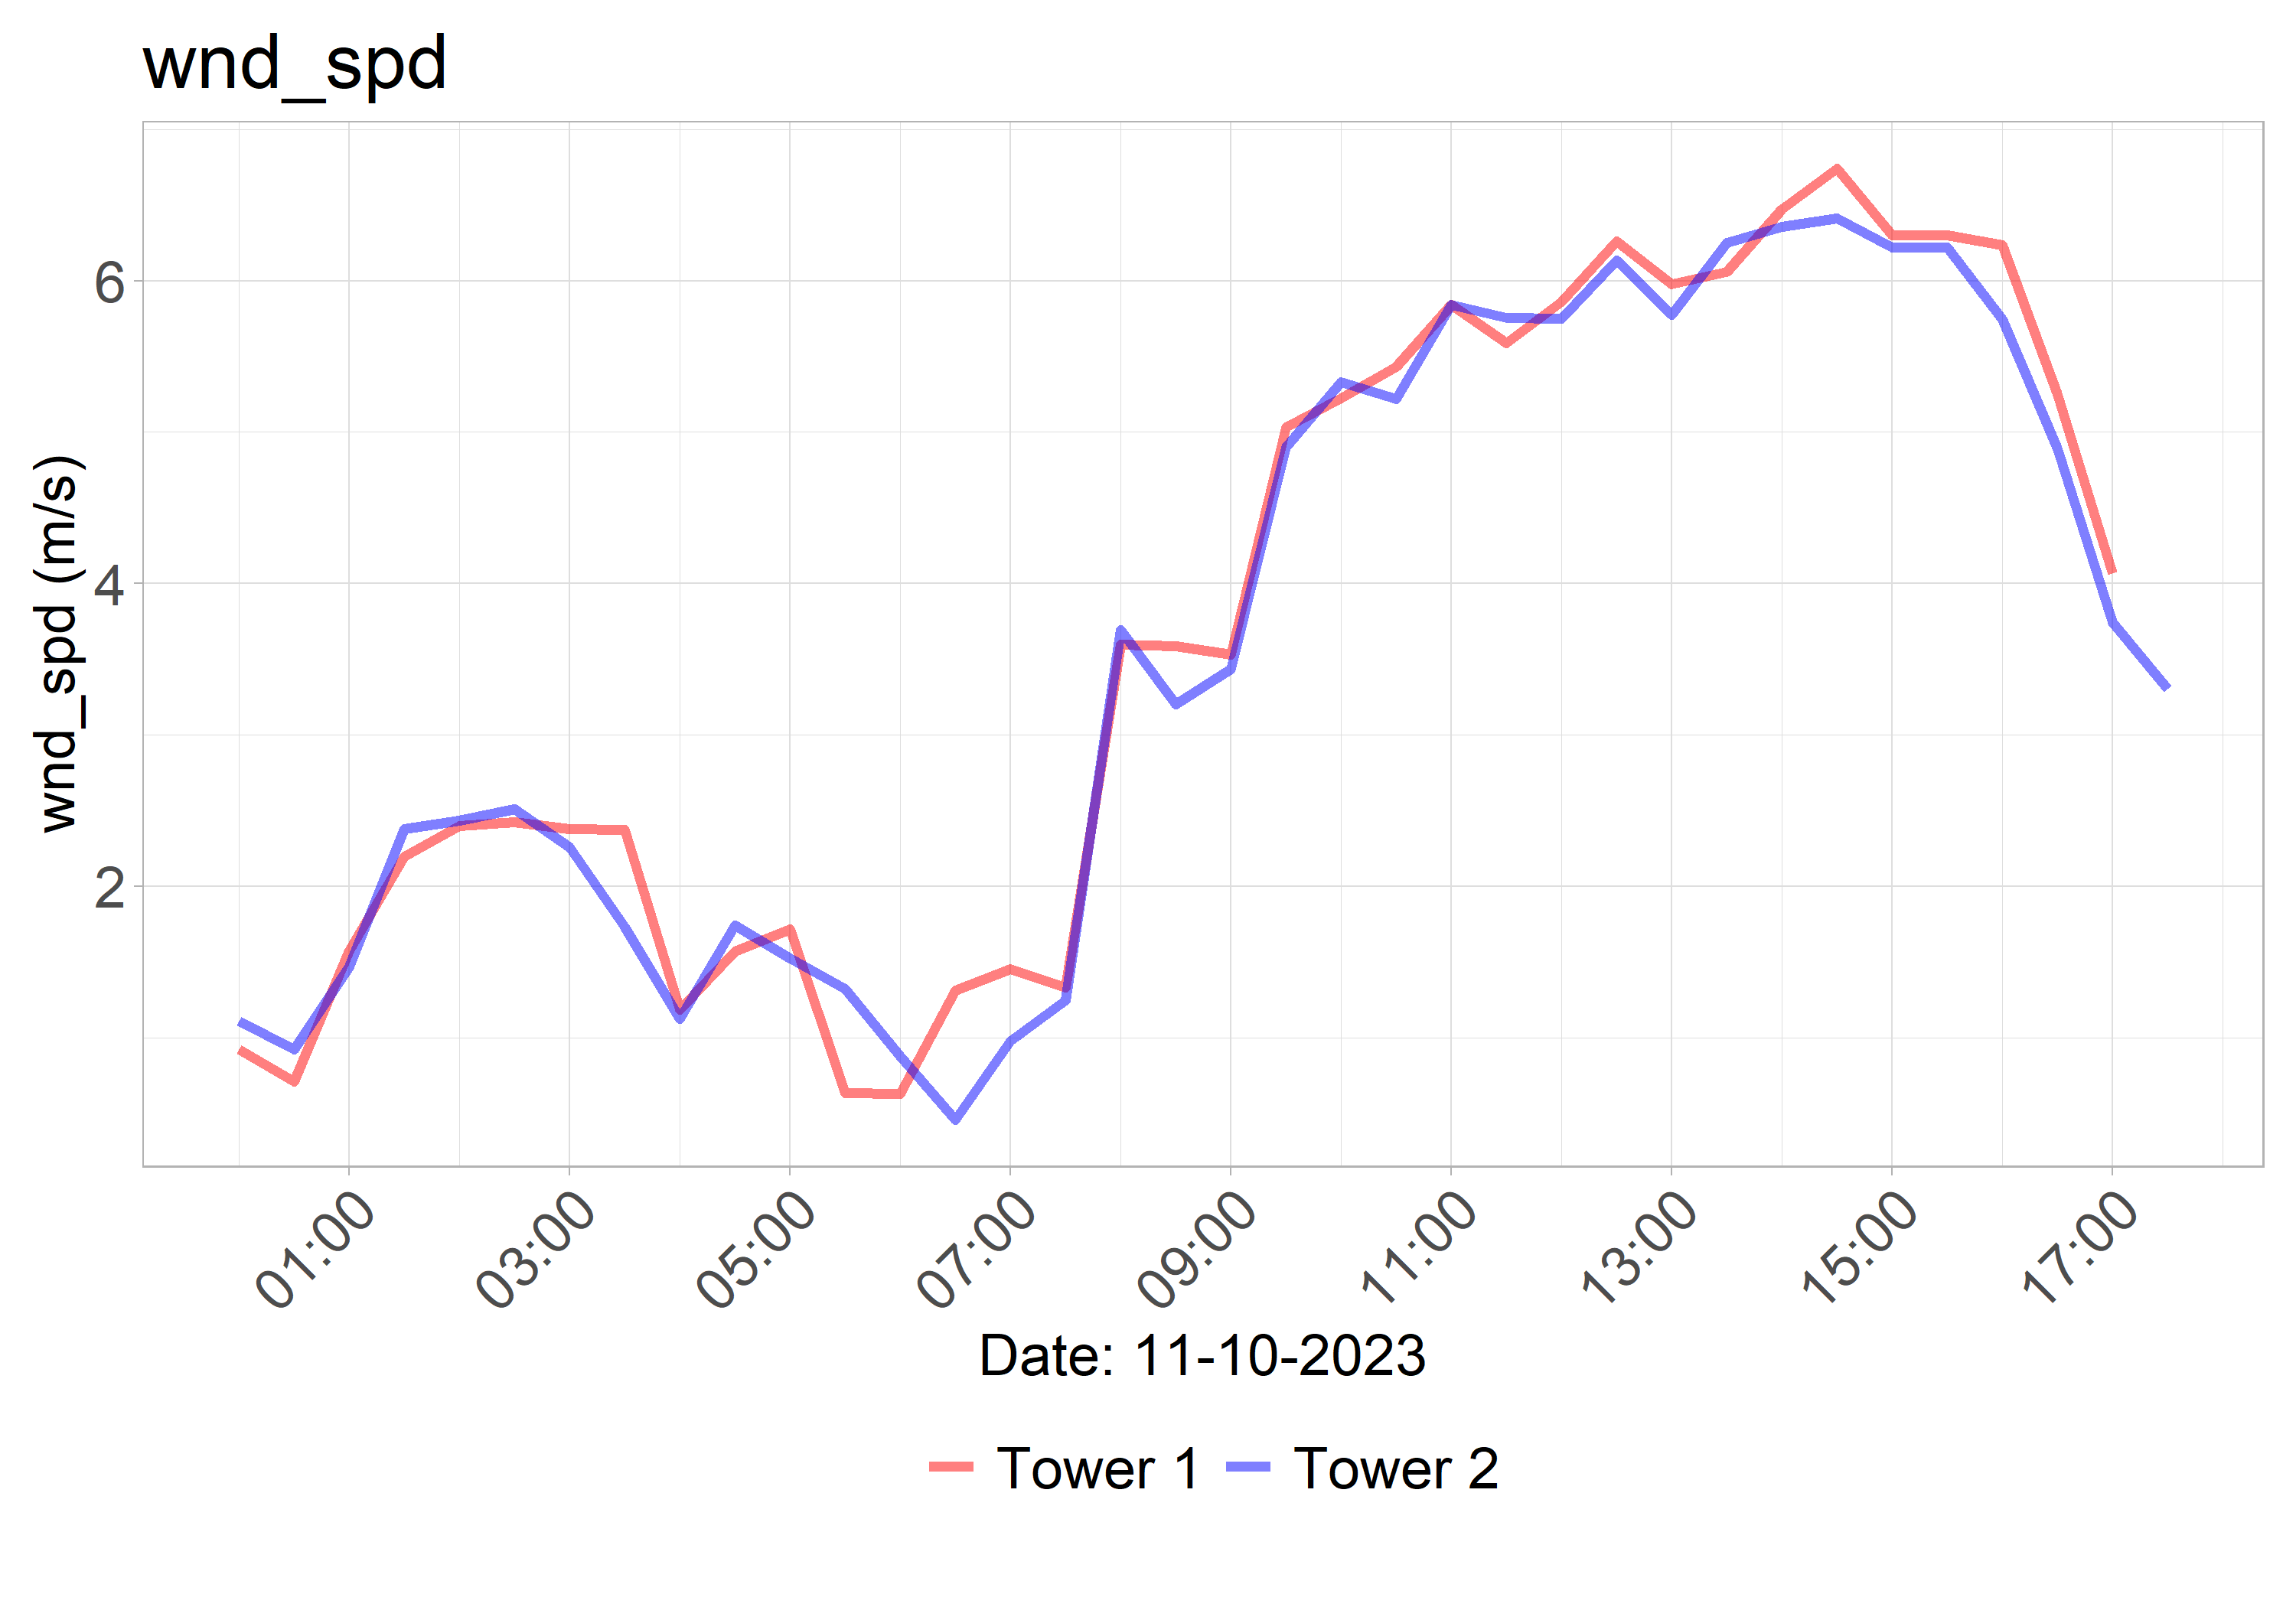 wnd_spd
wnd_spd (m/s)
6
4
2
01:00 03:00 05:00 07:00 09:00 11:00 13:00 15:00 17:00
Date: 11-10-2023
Tower 1 Tower 2